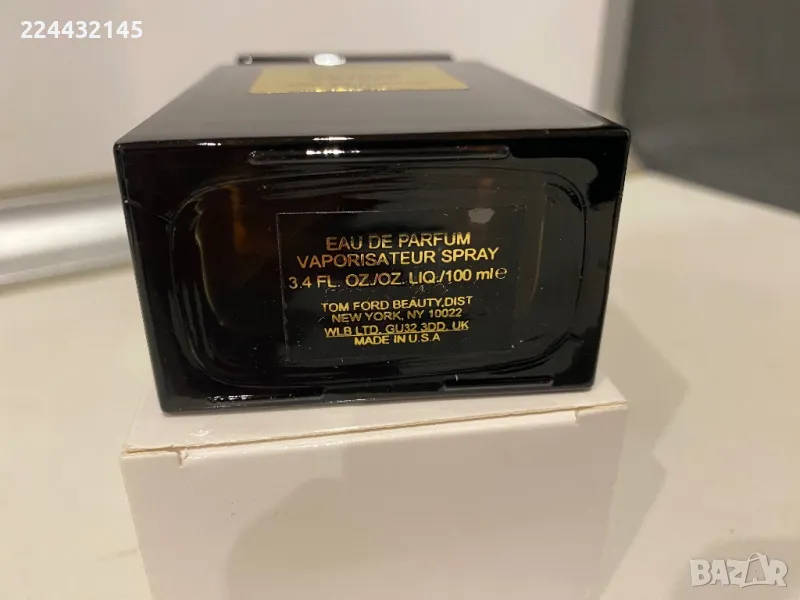 224432145
EAU DE PARFUM
VAPORISATEUR SPRAY
3.4 FL. OZ./OZ. LIQ./100 ml℮
TOM FORD BEAUTY,DIST
NEW YORK, NY 10022
WLB LTD, GU32 3DD, UK
MADE IN U.S.A
BAZAR